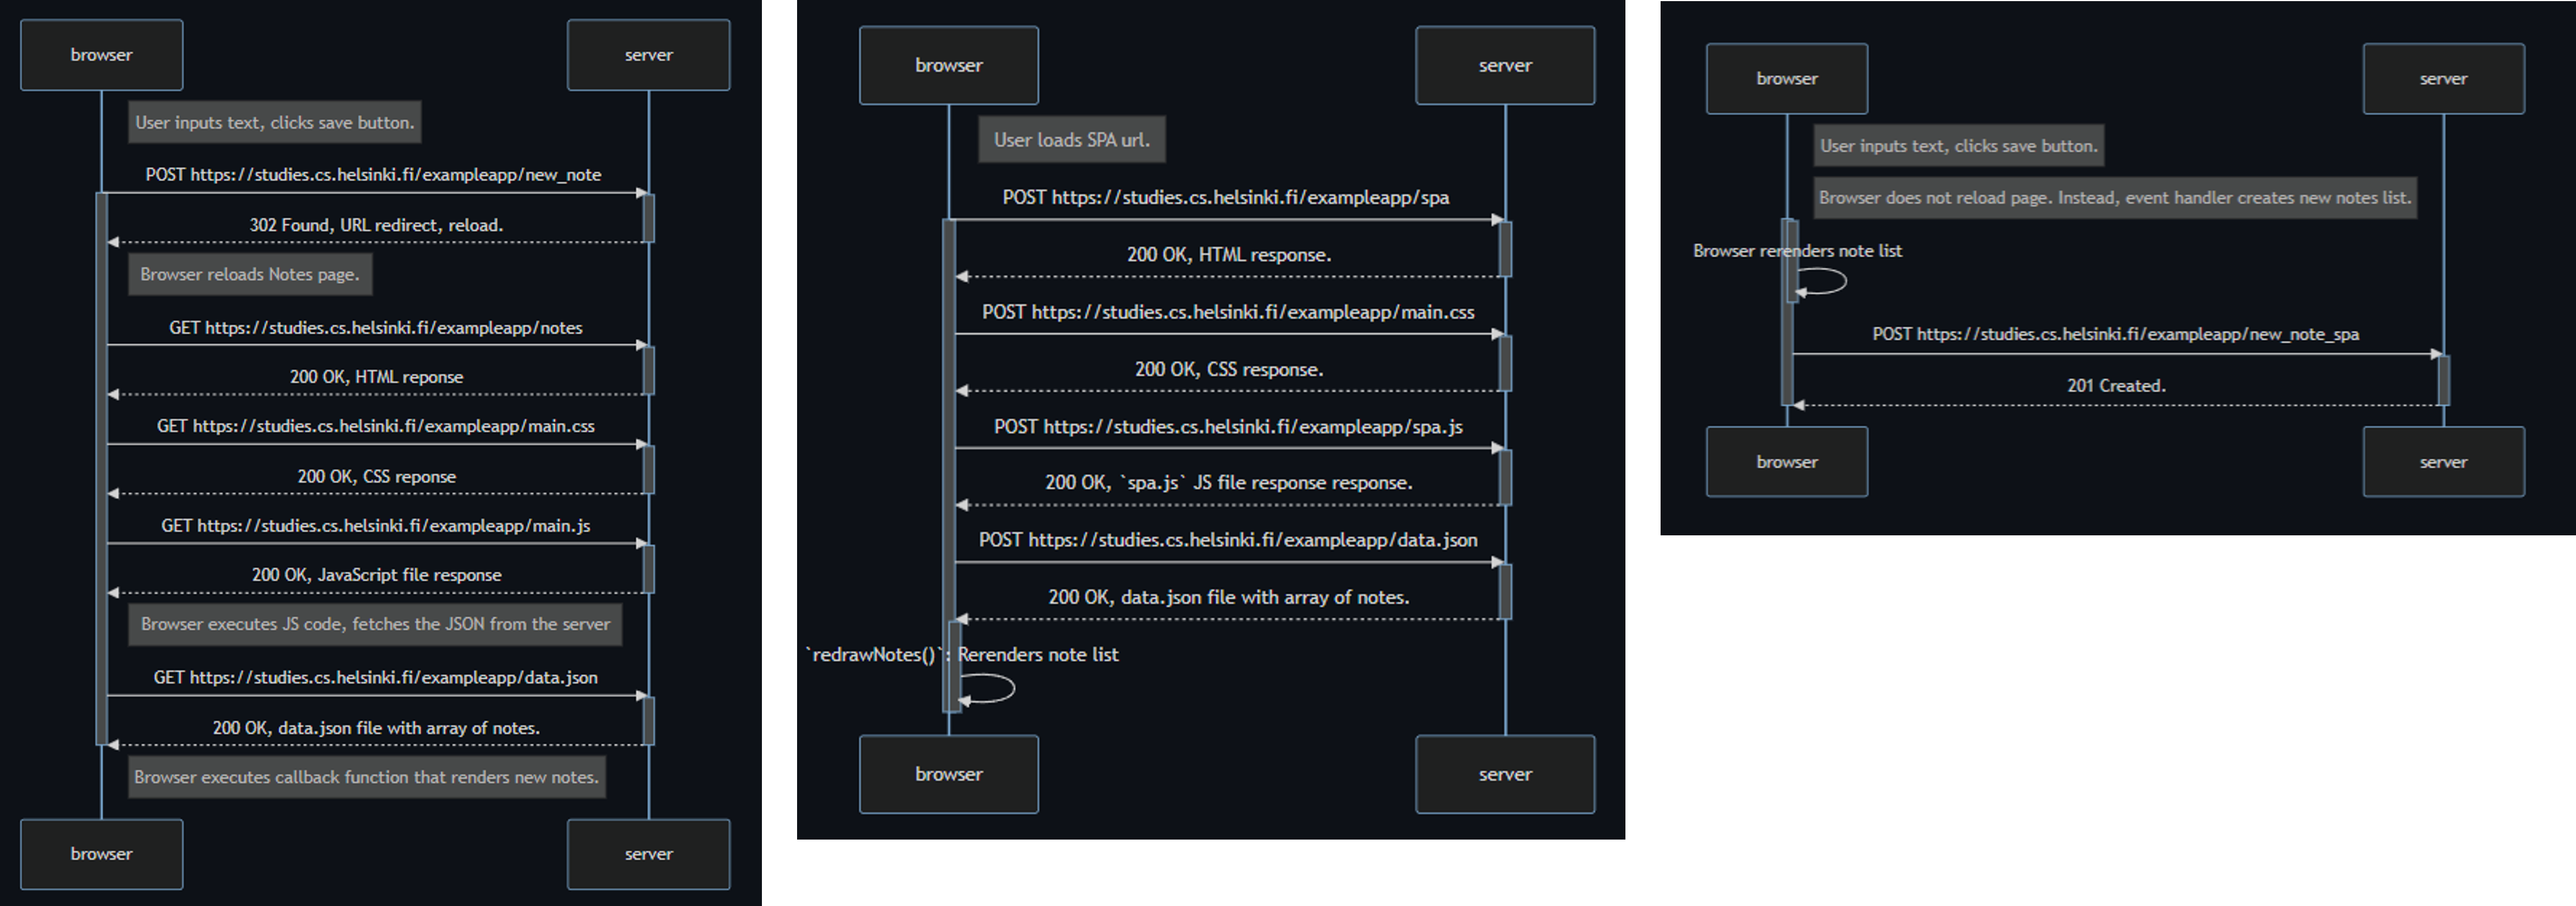 browser
server
User inputs text, clicks save button.
POST https://studies.cs.helsinki.fi/exampleapp/new_note
302 Found, URL redirect, reload.
Browser reloads Notes page.
GET https://studies.cs.helsinki.fi/exampleapp/notes
200 OK, HTML reponse
GET https://studies.cs.helsinki.fi/exampleapp/main.css
200 OK, CSS reponse
GET https://studies.cs.helsinki.fi/exampleapp/main.js
200 OK, JavaScript file response
Browser executes JS code, fetches the JSON from the server
GET https://studies.cs.helsinki.fi/exampleapp/data.json
200 OK, data.json file with array of notes.
Browser executes callback function that renders new notes.
browser
server
browser
server
User loads SPA url.
POST https://studies.cs.helsinki.fi/exampleapp/spa
200 OK, HTML response.
POST https://studies.cs.helsinki.fi/exampleapp/main.css
200 OK, CSS response.
POST https://studies.cs.helsinki.fi/exampleapp/spa.js
200 OK, `spa.js` JS file response response.
POST https://studies.cs.helsinki.fi/exampleapp/data.json
200 OK, data.json file with array of notes.
`redrawNotes()`: Rerenders note list
browser
server
browser
server
User inputs text, clicks save button.
Browser does not reload page. Instead, event handler creates new notes list.
Browser rerenders note list
POST https://studies.cs.helsinki.fi/exampleapp/new_note_spa
201 Created.
browser
server